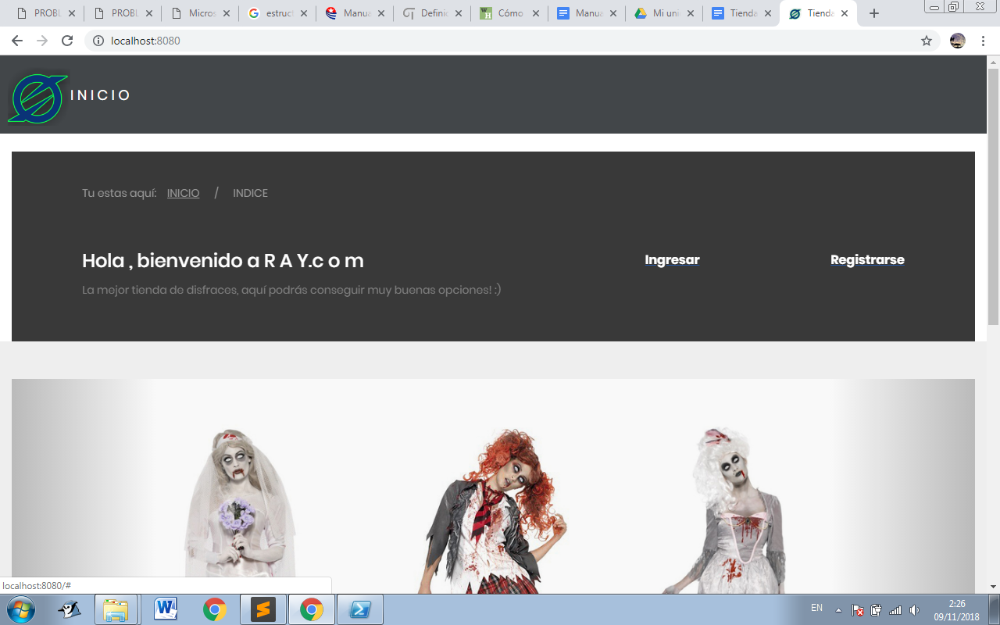 PROBL
PROBL
Micros
estruct
Manua
Definic
Cómo
Manua
Mi uni
Tienda
Tienda
localhost:8080
INICIO
Tu estas aquí: INICIO / INDICE
Hola , bienvenido a R A Y.c o m
Ingresar
Registrarse
La mejor tienda de disfraces, aquí podrás conseguir muy buenas opciones! :)
localhost:8080/#
EN
2:26
09/11/2018